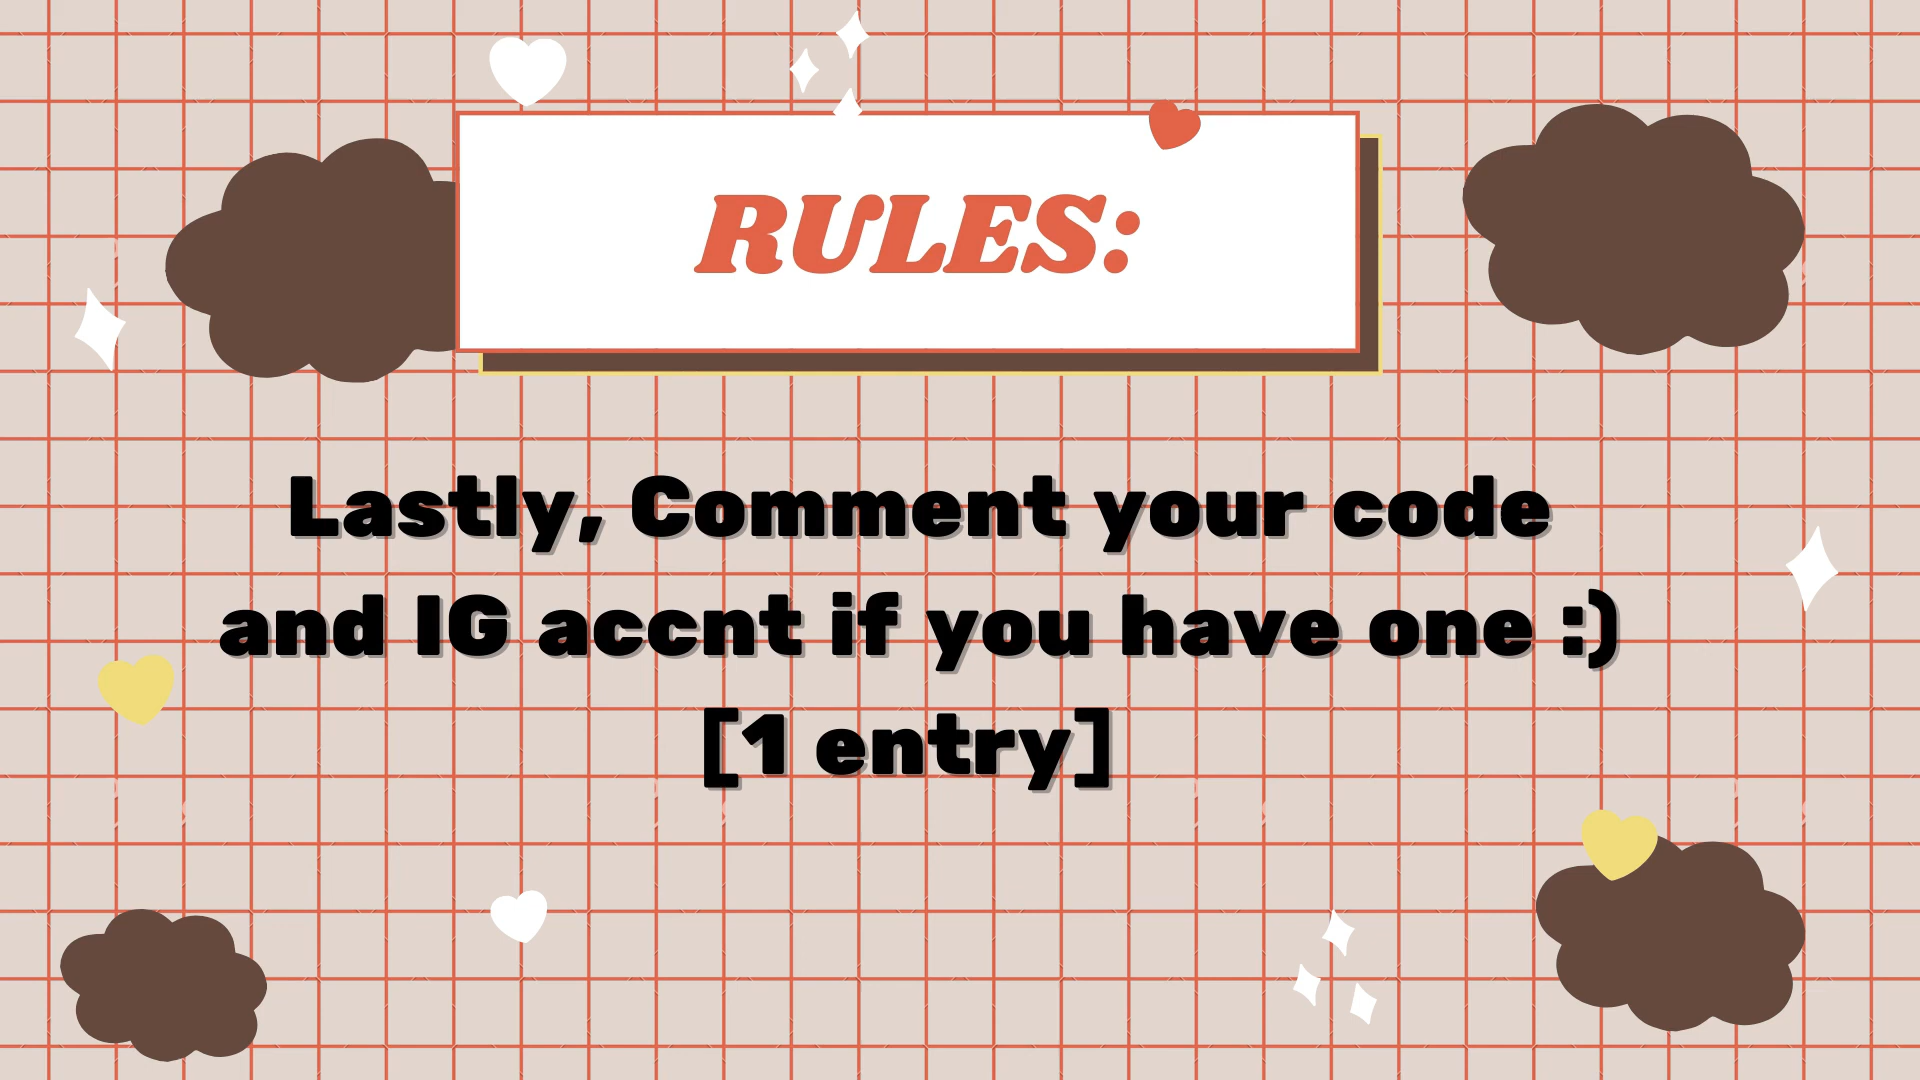 RULES:
Lastly, Comment your code
and IG accnt if you have one :)
[1 entry]